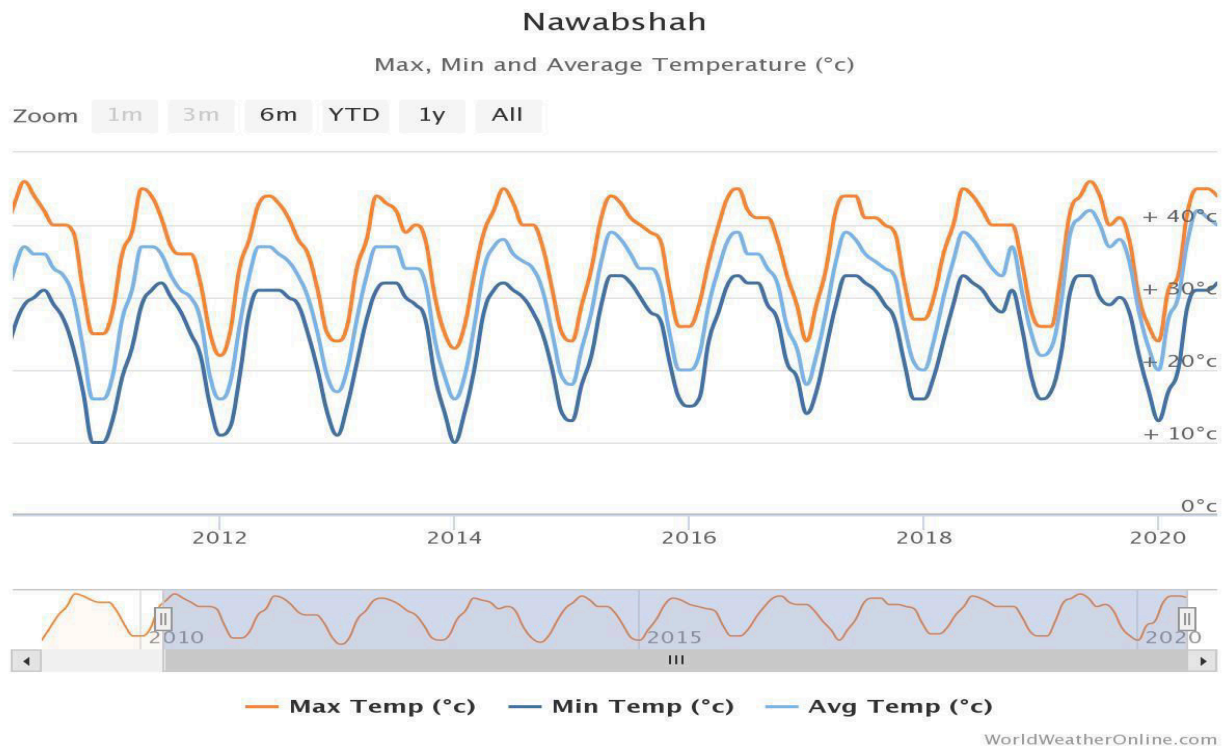 Nawabshah
Max, Min and Average Temperature (°c)
Zoom 1m 3m 6m YTD 1y All
+ 40°c
+ 30°c
+ 20°c
+ 10°c
0°c
2012 2014 2016 2018 2020
2010 2015 2020
Max Temp (°c) Min Temp (°c) Avg Temp (°c)
WorldWeatherOnline.com